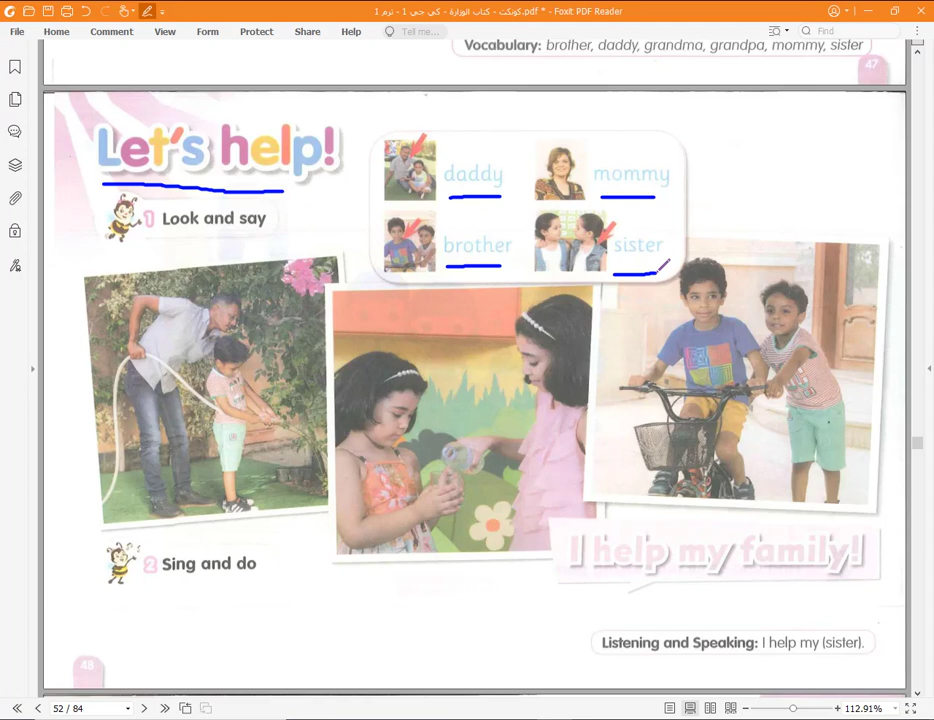 كونكت - كتاب الوزارة - كى جى 1 - ترم 1.pdf * - Foxit PDF Reader
File Home Comment View Form Protect Share Help Tell me... Find
Vocabulary: brother, daddy, grandma, grandpa, mommy, sister
47
Let's help!
daddy mommy
brother sister
1 Look and say
I help my family!
2 Sing and do
Listening and Speaking: I help my (sister).
48
52 / 84 112.91%